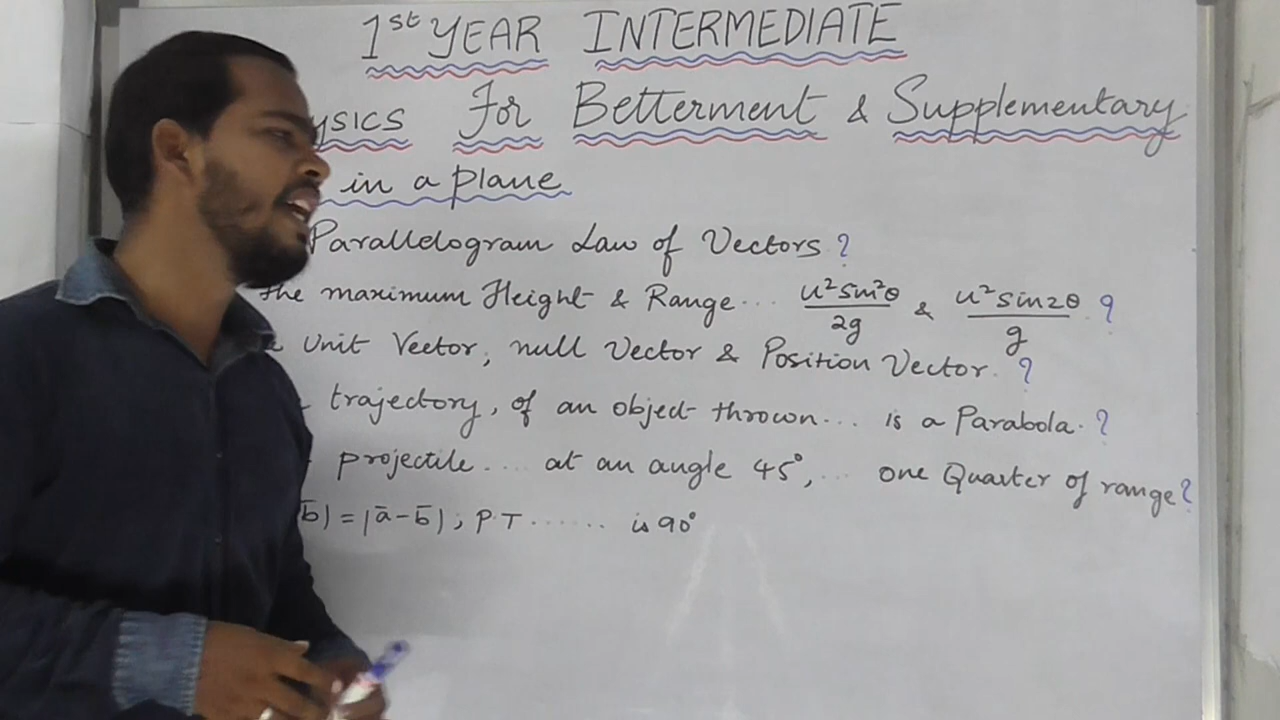 1st YEAR INTERMEDIATE
YSICS For Betterment & Supplementary
in a plane
Parallelogram Law of Vectors ?
the maximum Height & Range... u²sin²θ/2g & u²sin2θ/g ?
Unit Vector, null Vector & Position Vector. ?
trajectory, of an object thrown... is a Parabola. ?
projectile.... at an angle 45°,... one Quarter of range ?
b̄| = |ā - b̄|, P.T ...... is 90°